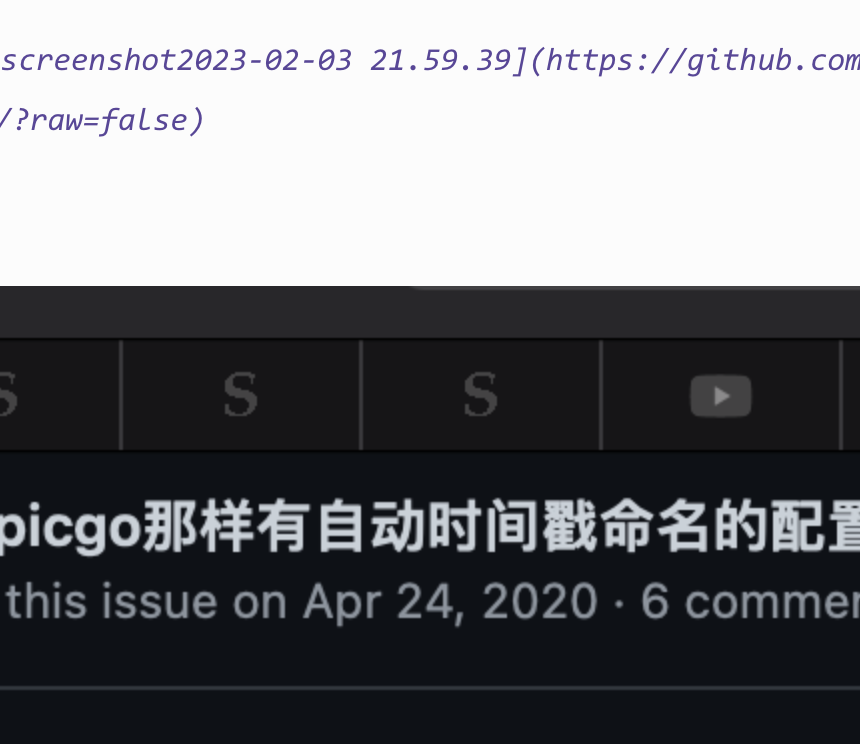 screenshot2023-02-03 21.59.39](https://github.com
/?raw=false)
S S S
picgo那样有自动时间戳命名的配置
this issue on Apr 24, 2020 · 6 commen